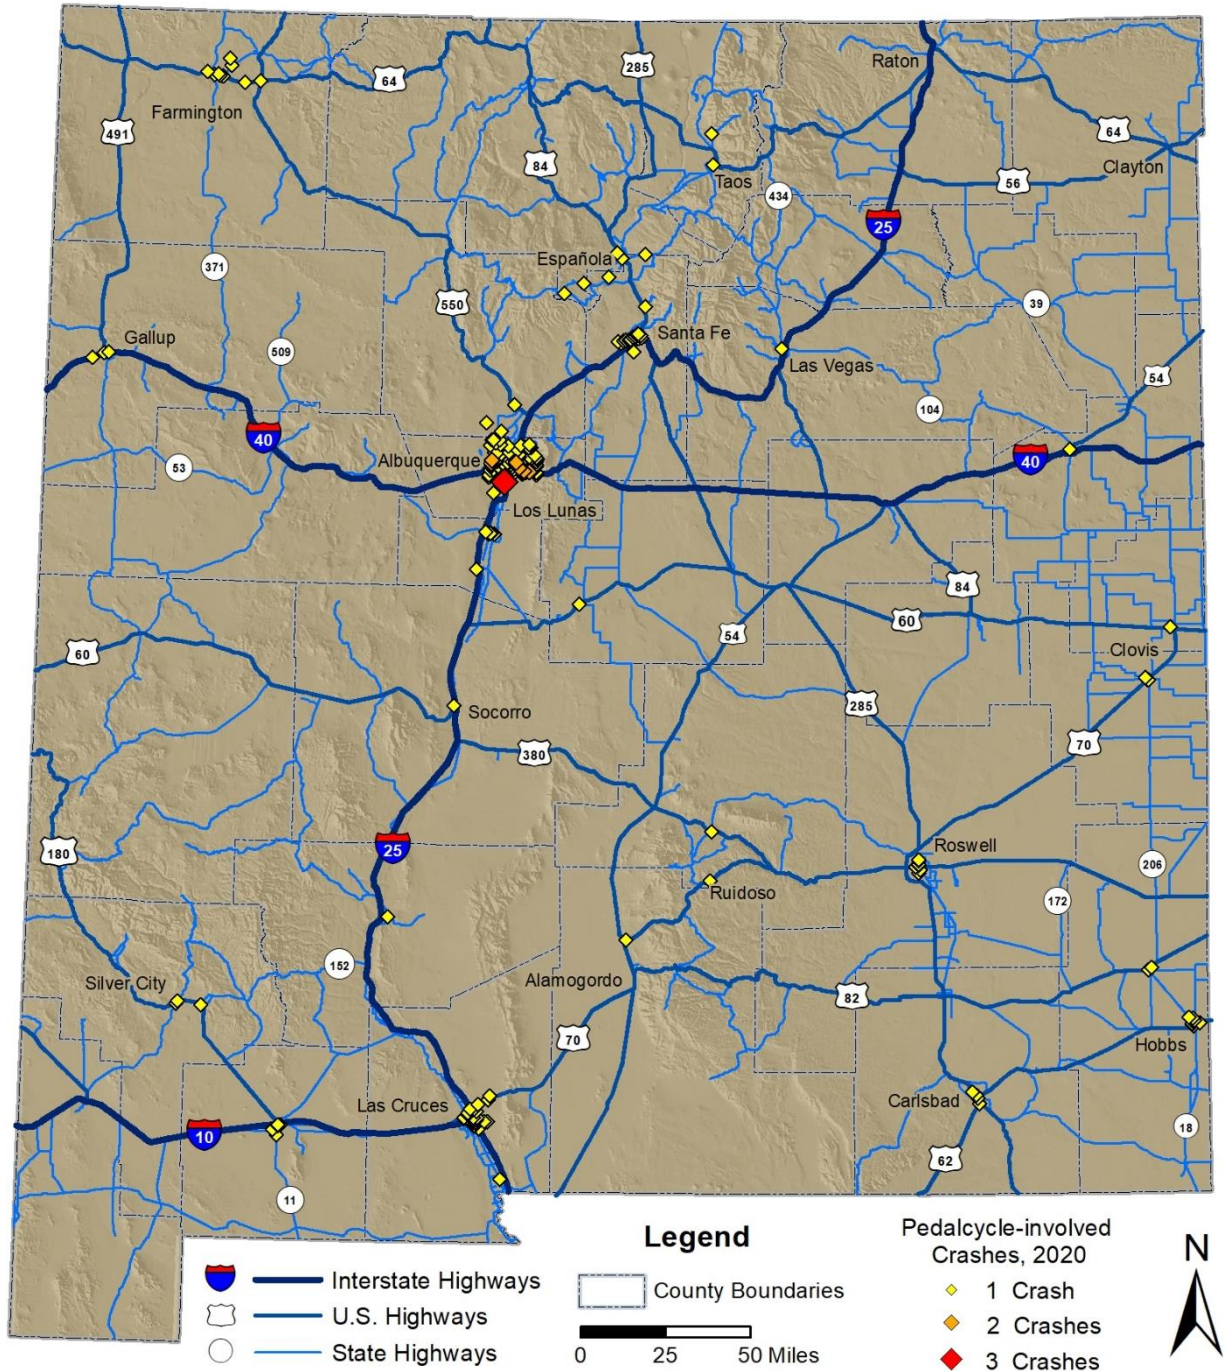 Raton
64
285
Farmington
491
64
84
Clayton
Taos
56
434
25
Española
371
550
39
Gallup
Santa Fe
509
Las Vegas
54
104
40
Albuquerque
40
53
Los Lunas
84
60
54
60
Clovis
285
Socorro
70
380
25
Roswell
180
206
Ruidoso
172
152
Silver City
Alamogordo
82
70
Hobbs
Las Cruces
Carlsbad
10
18
62
11
Legend
Interstate Highways
U.S. Highways
State Highways
County Boundaries
0 25 50 Miles
Pedalcycle-involved
Crashes, 2020
1 Crash
2 Crashes
3 Crashes
N